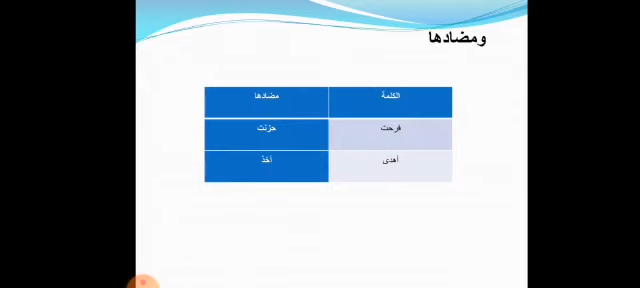 ومضادها
الكلمة مضادها
فرحت حزنت
أهدى أخذ